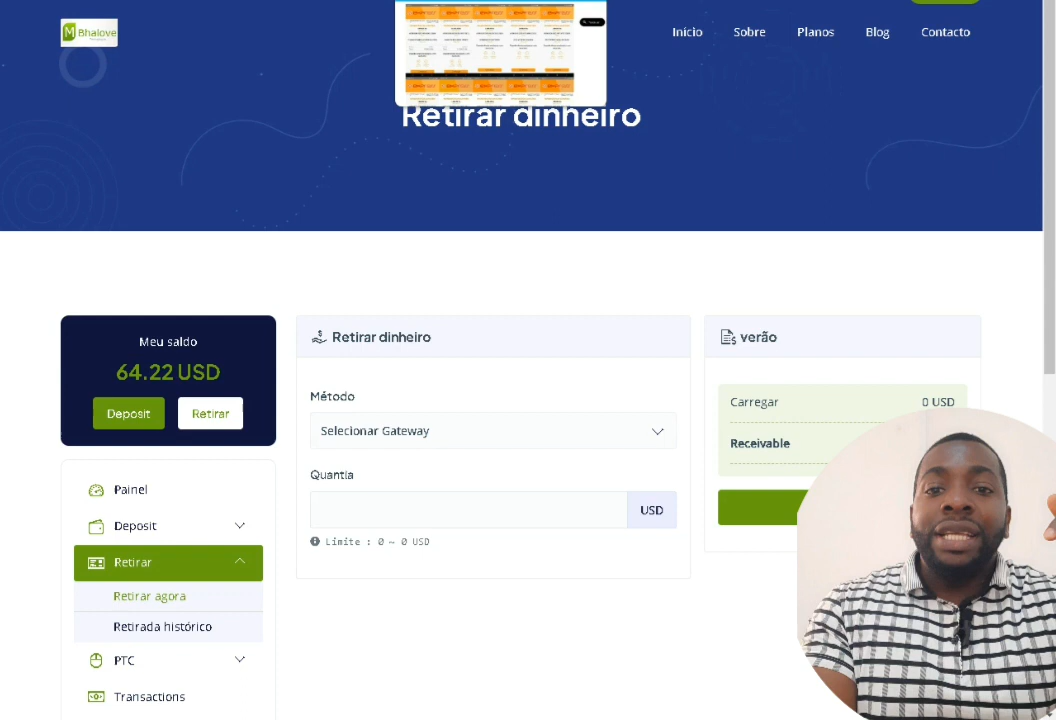 M Bhalove
Início
Sobre
Planos
Blog
Contacto
Retirar dinheiro
Meu saldo
64.22 USD
Deposit
Retirar
Painel
Deposit
Retirar
Retirar agora
Retirada histórico
PTC
Transactions
Retirar dinheiro
Método
Selecionar Gateway
Quantia
USD
Limite : 0 ~ 0 USD
verão
Carregar 0 USD
Receivable